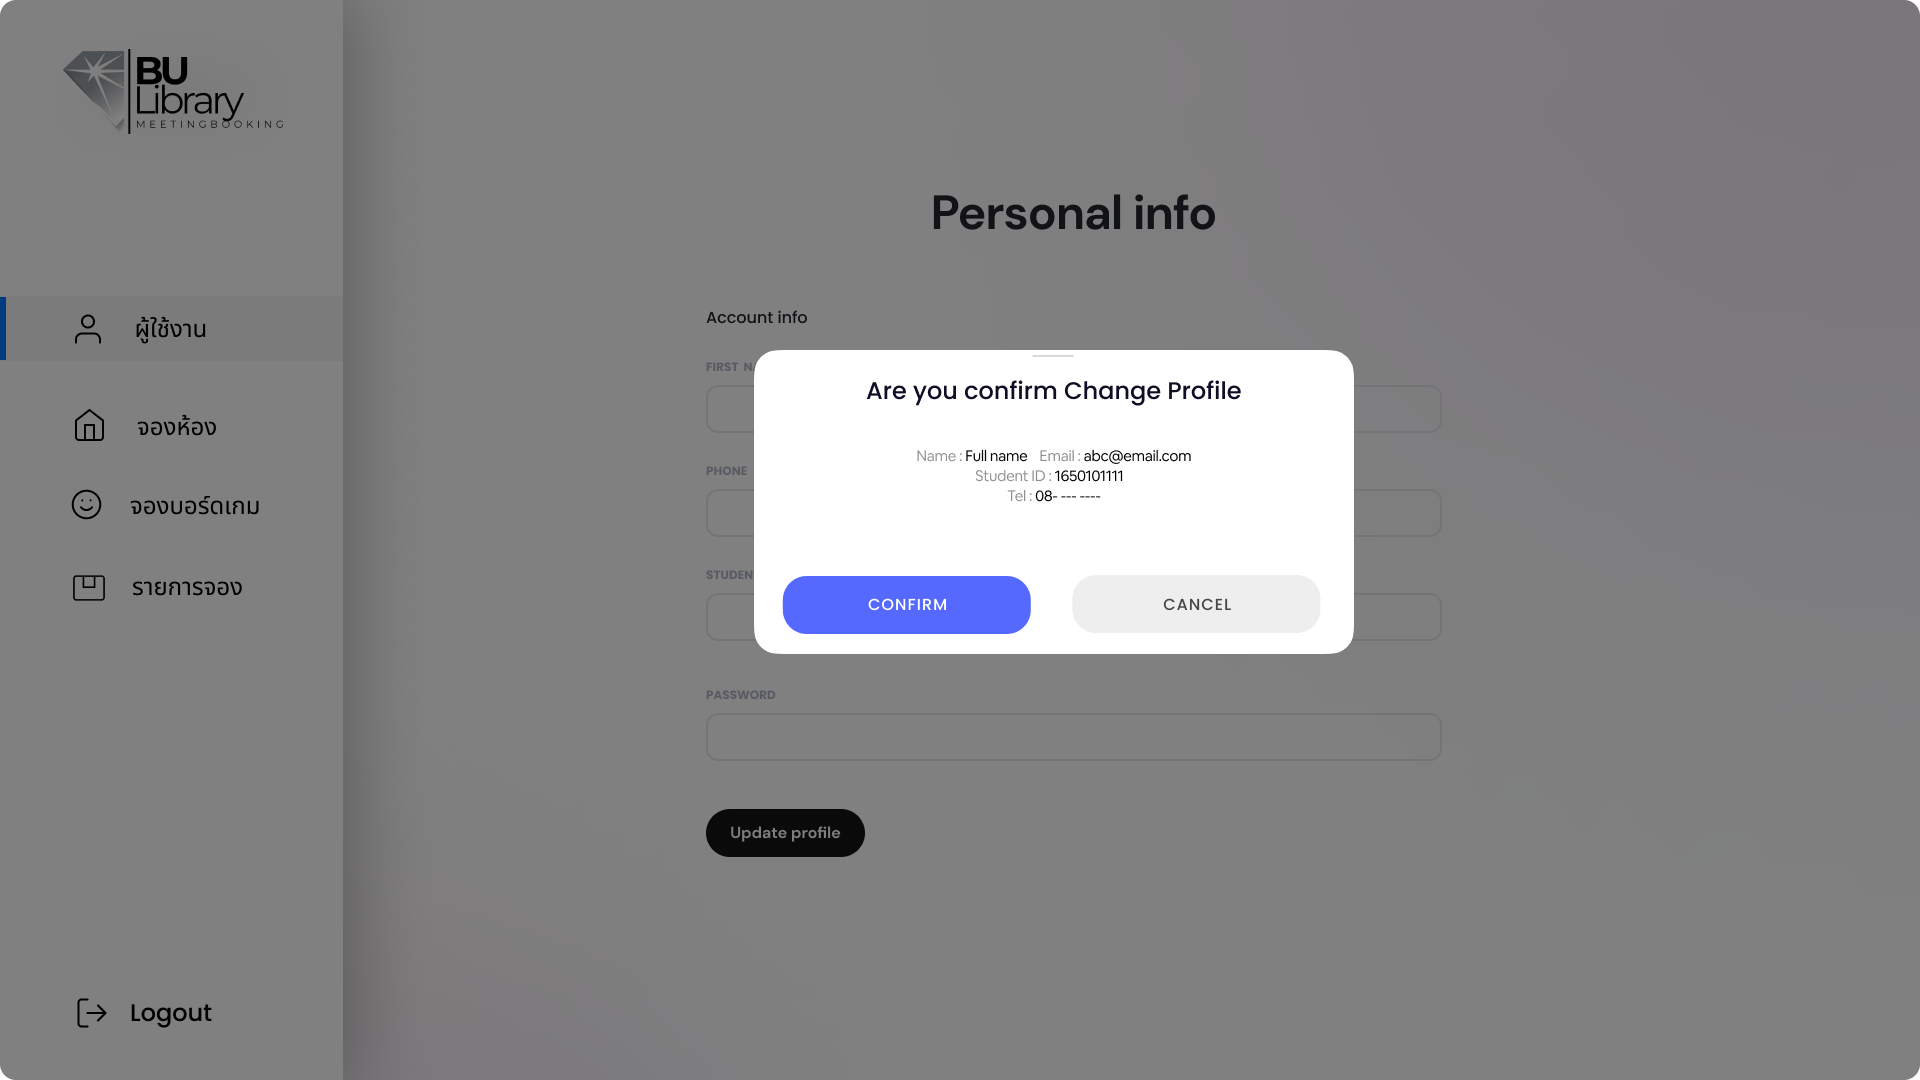 BU
Library
MEETINGBOOKING
ผู้ใช้งาน
จองห้อง
จองบอร์ดเกม
รายการจอง
Logout
Personal info
Account info
FIRST
PHONE
PASSWORD
Update profile
Are you confirm Change Profile
Name : Full name Email : abc@email.com
Student ID : 1650101111
Tel : 08- --- ----
CONFIRM
CANCEL